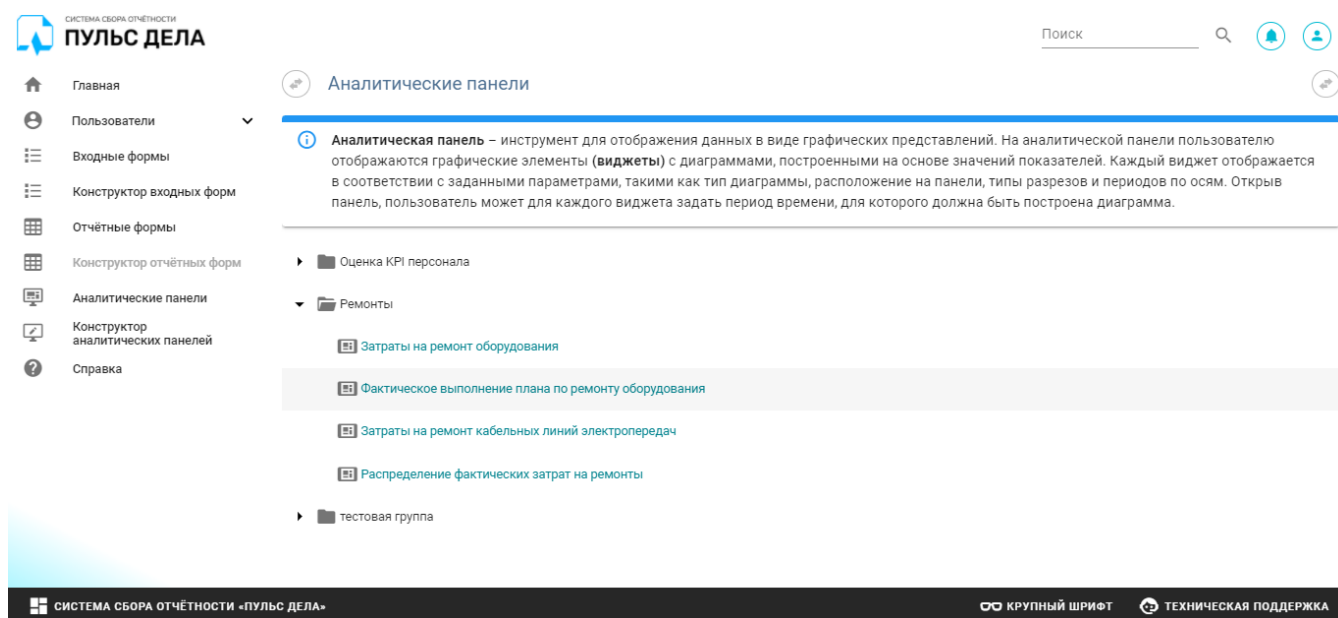 СИСТЕМА СБОРА ОТЧЁТНОСТИ
ПУЛЬС ДЕЛА
Поиск
Главная
Пользователи
Входные формы
Конструктор входных форм
Отчётные формы
Конструктор отчётных форм
Аналитические панели
Конструктор
аналитических панелей
Справка
Аналитические панели
Аналитическая панель – инструмент для отображения данных в виде графических представлений. На аналитической панели пользователю
отображаются графические элементы (виджеты) с диаграммами, построенными на основе значений показателей. Каждый виджет отображается
в соответствии с заданными параметрами, такими как тип диаграммы, расположение на панели, типы разрезов и периодов по осям. Открыв
панель, пользователь может для каждого виджета задать период времени, для которого должна быть построена диаграмма.
Оценка KPI персонала
Ремонты
Затраты на ремонт оборудования
Фактическое выполнение плана по ремонту оборудования
Затраты на ремонт кабельных линий электропередач
Распределение фактических затрат на ремонты
тестовая группа
СИСТЕМА СБОРА ОТЧЁТНОСТИ «ПУЛЬС ДЕЛА»
КРУПНЫЙ ШРИФТ
ТЕХНИЧЕСКАЯ ПОДДЕРЖКА